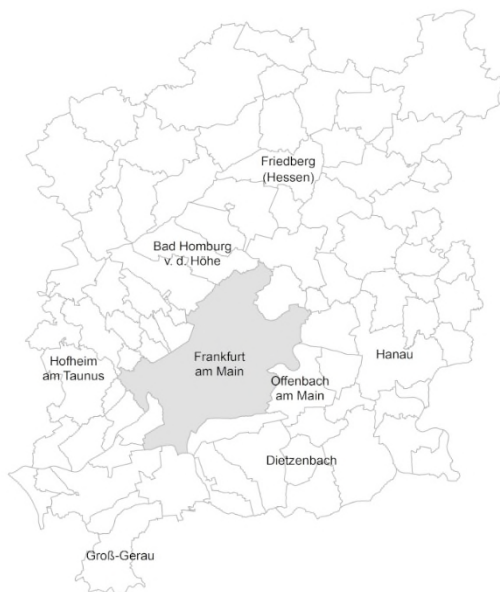 Friedberg
(Hessen)
Bad Homburg
v. d. Höhe
Frankfurt
am Main
Hanau
Hofheim
am Taunus
Offenbach
am Main
Dietzenbach
Groß-Gerau